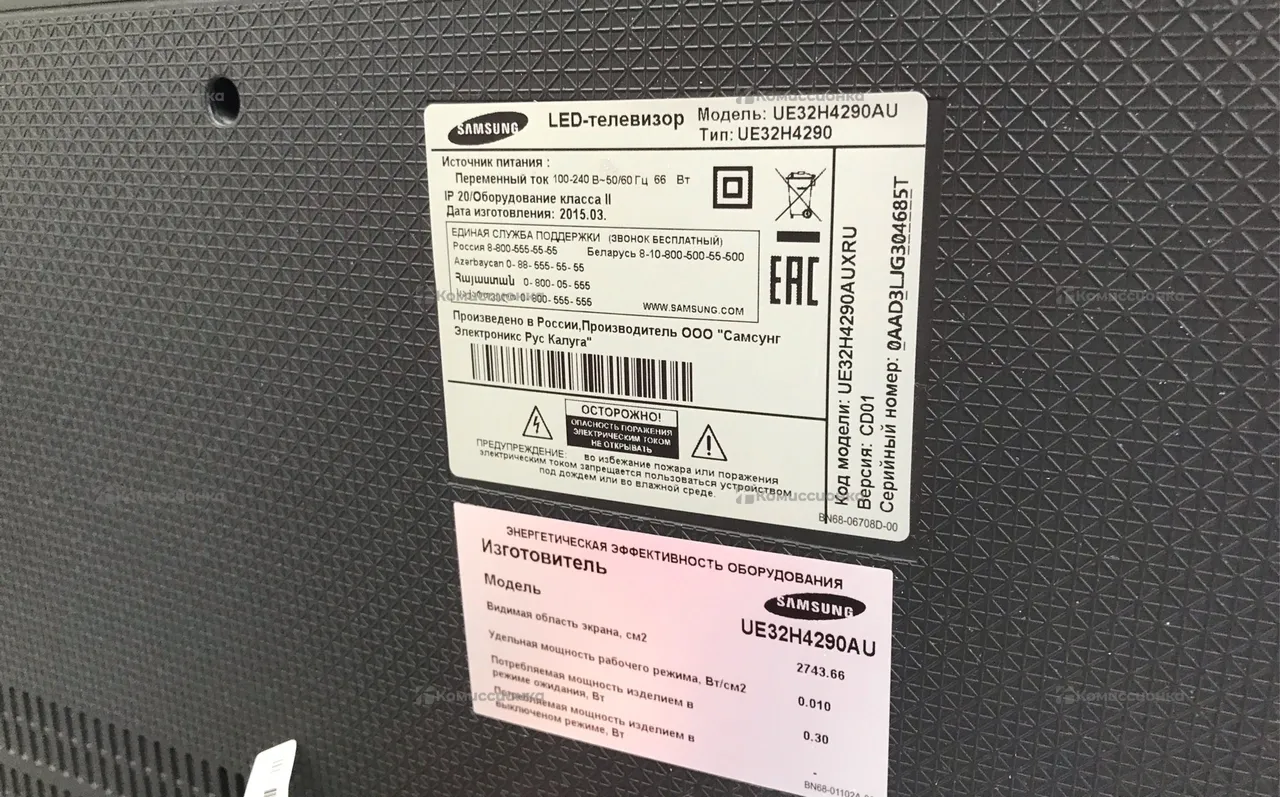 SAMSUNG
LED-телевизор
Модель: UE32H4290AU
Тип: UE32H4290
Источник питания :
Переменный ток 100-240 В~50/60 Гц 66 Вт
IP 20/Оборудование класса II
Дата изготовления: 2015.03.
ЕДИНАЯ СЛУЖБА ПОДДЕРЖКИ (ЗВОНОК БЕСПЛАТНЫЙ)
Россия 8-800-555-55-55 Беларусь 8-10-800-500-55-500
Azərbaycan 0- 88- 555- 55- 55
Հայաստան 0- 800- 05- 555
0-800- 555- 555
WWW.SAMSUNG.COM
Произведено в России,Производитель ООО "Самсунг
Электроникс Рус Калуга"
EAC
ОСТОРОЖНО!
ОПАСНОСТЬ ПОРАЖЕНИЯ
ЭЛЕКТРИЧЕСКИМ ТОКОМ
НЕ ОТКРЫВАТЬ
ПРЕДУПРЕЖДЕНИЕ: во избежание пожара или поражения
электрическим током запрещается пользоваться устройством
под дождем или во влажной среде.
Код модели: UE32H4290AUXRU
Версия: CD01
Серийный номер: 0AAD3LJG304685T
BN68-06708D-00
ЭНЕРГЕТИЧЕСКАЯ ЭФФЕКТИВНОСТЬ ОБОРУДОВАНИЯ
Изготовитель SAMSUNG
Модель UE32H4290AU
Видимая область экрана, см2 2743.66
Удельная мощность рабочего режима, Вт/см2 0.010
Потребляемая мощность изделием в
режиме ожидания, Вт 0.30
Потребляемая мощность изделием в
выключеном режиме, Вт -
Комиссионка
Комиссионка
Комиссионка
Комиссионка
Комиссионка
Комиссионка